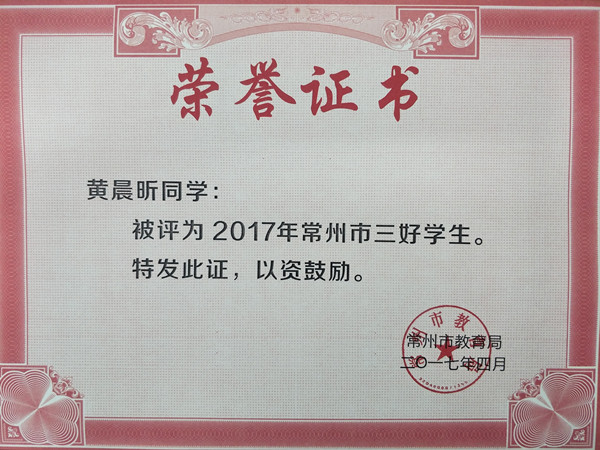 荣誉证书
黄晨昕同学：
被评为 2017年常州市三好学生。
特发此证，以资鼓励。
常州市教育局
二〇一七年四月